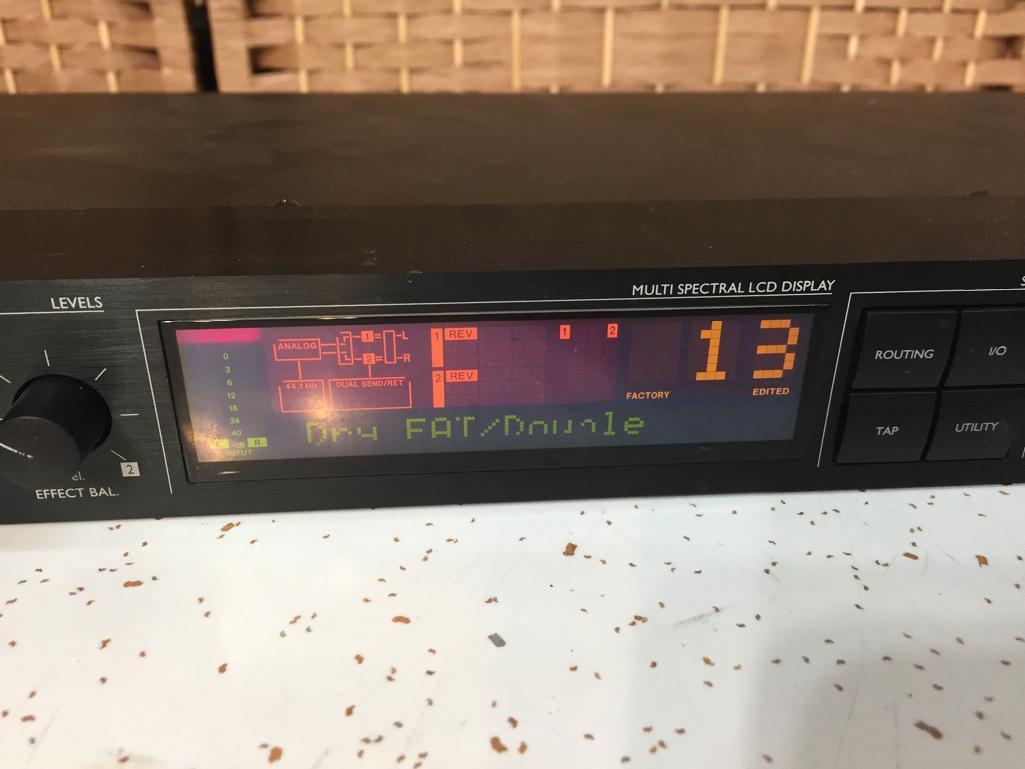 LEVELS
MULTI SPECTRAL LCD DISPLAY
0
3
6
12
18
24
40
R
INPUT
ANALOG
1
L
2
R
44.1 kHz
DUAL SEND/RET
1 REV
1 2
2 REV
FACTORY
13
EDITED
Dry FAT/
ROUTING
I/O
TAP
UTILITY
2
EFFECT BAL.